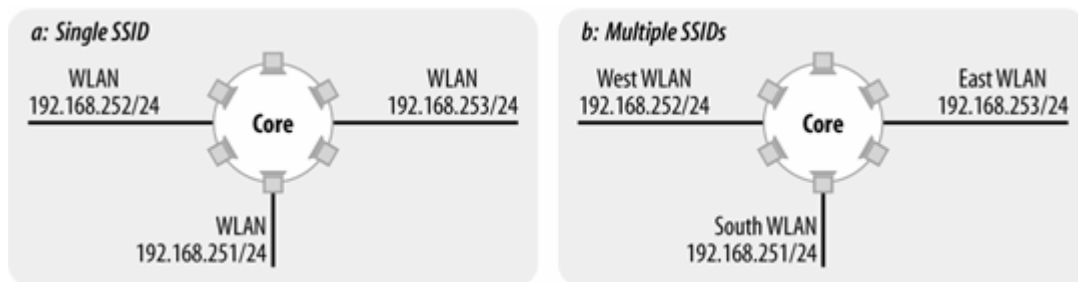 a: Single SSID
WLAN
192.168.252/24
Core
WLAN
192.168.253/24
WLAN
192.168.251/24
b: Multiple SSIDs
West WLAN
192.168.252/24
Core
East WLAN
192.168.253/24
South WLAN
192.168.251/24